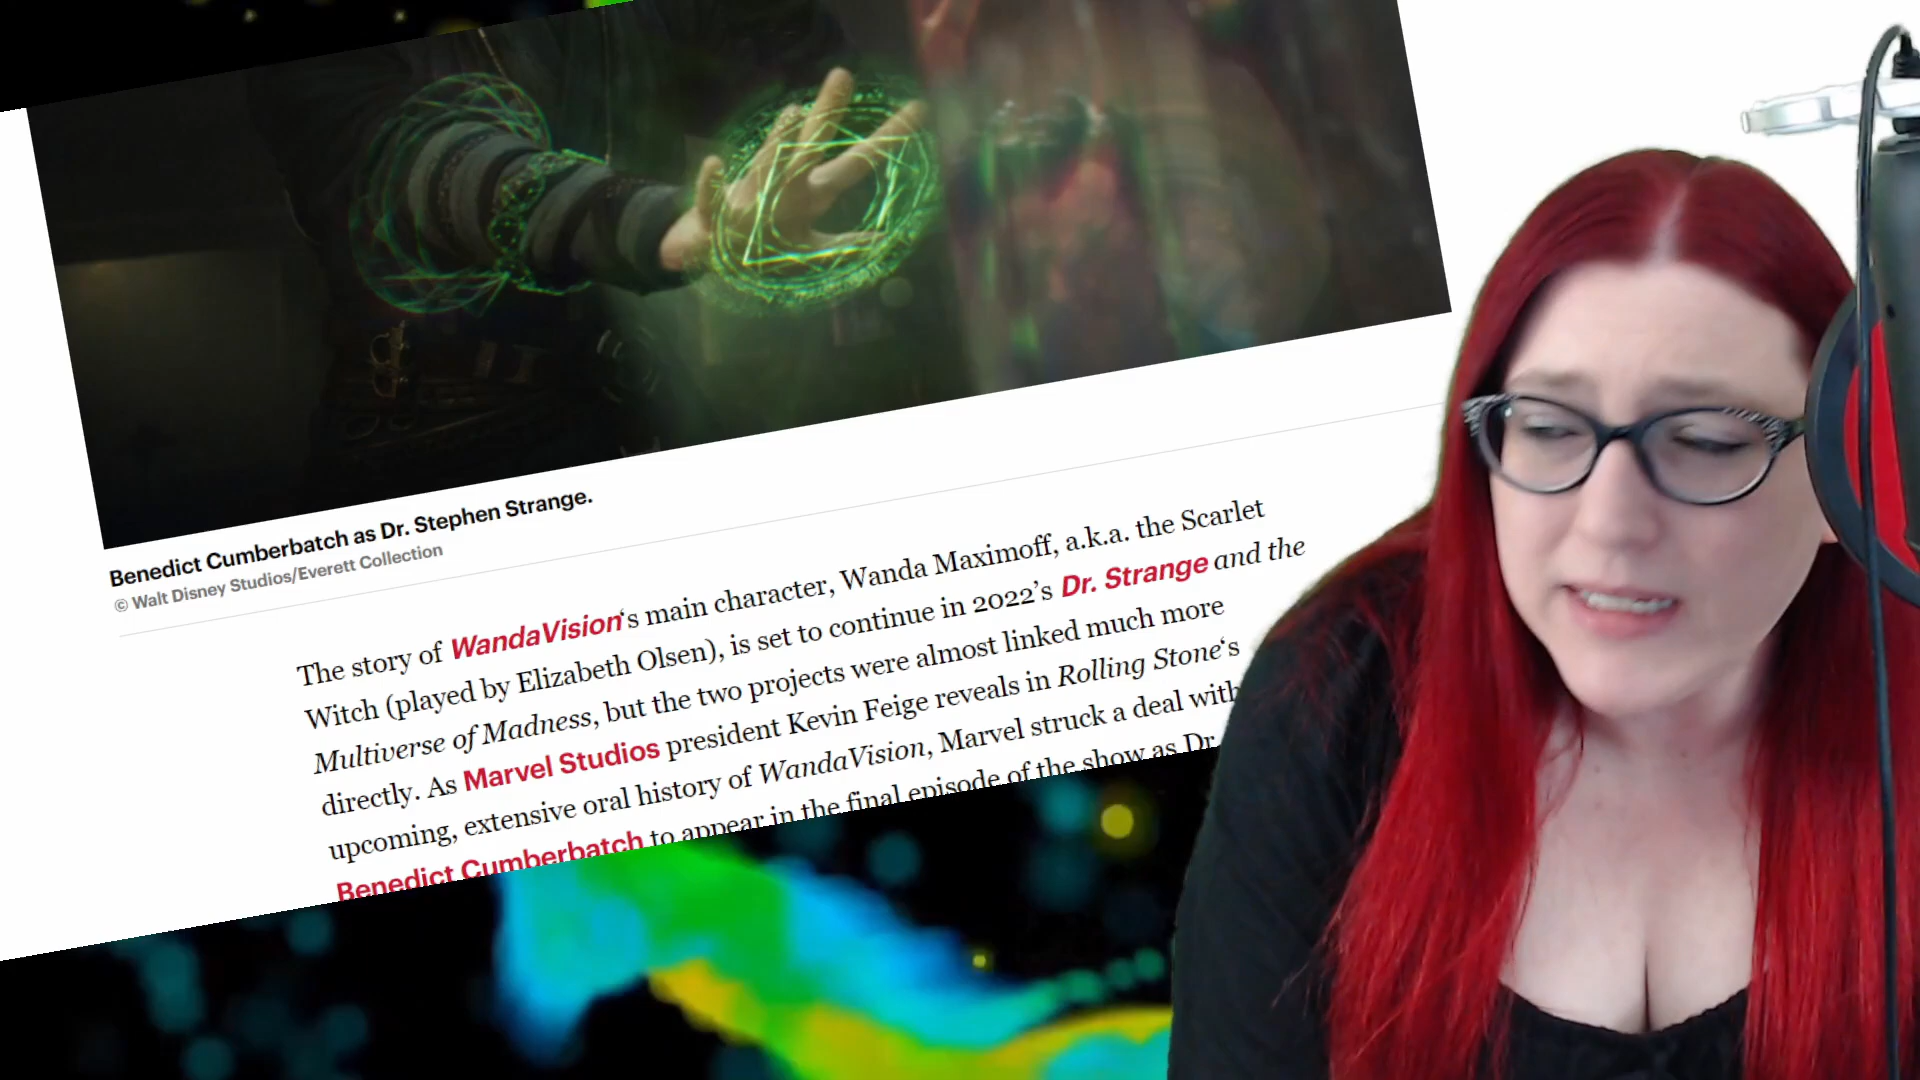 Benedict Cumberbatch as Dr. Stephen Strange.
© Walt Disney Studios/Everett Collection
The story of WandaVision‘s main character, Wanda Maximoff, a.k.a. the Scarlet
Witch (played by Elizabeth Olsen), is set to continue in 2022’s Dr. Strange and the
Multiverse of Madness, but the two projects were almost linked much more
directly. As Marvel Studios president Kevin Feige reveals in Rolling Stone‘s
upcoming, extensive oral history of WandaVision, Marvel struck a deal with
Benedict Cumberbatch to appear in the final episode of the show as Dr.